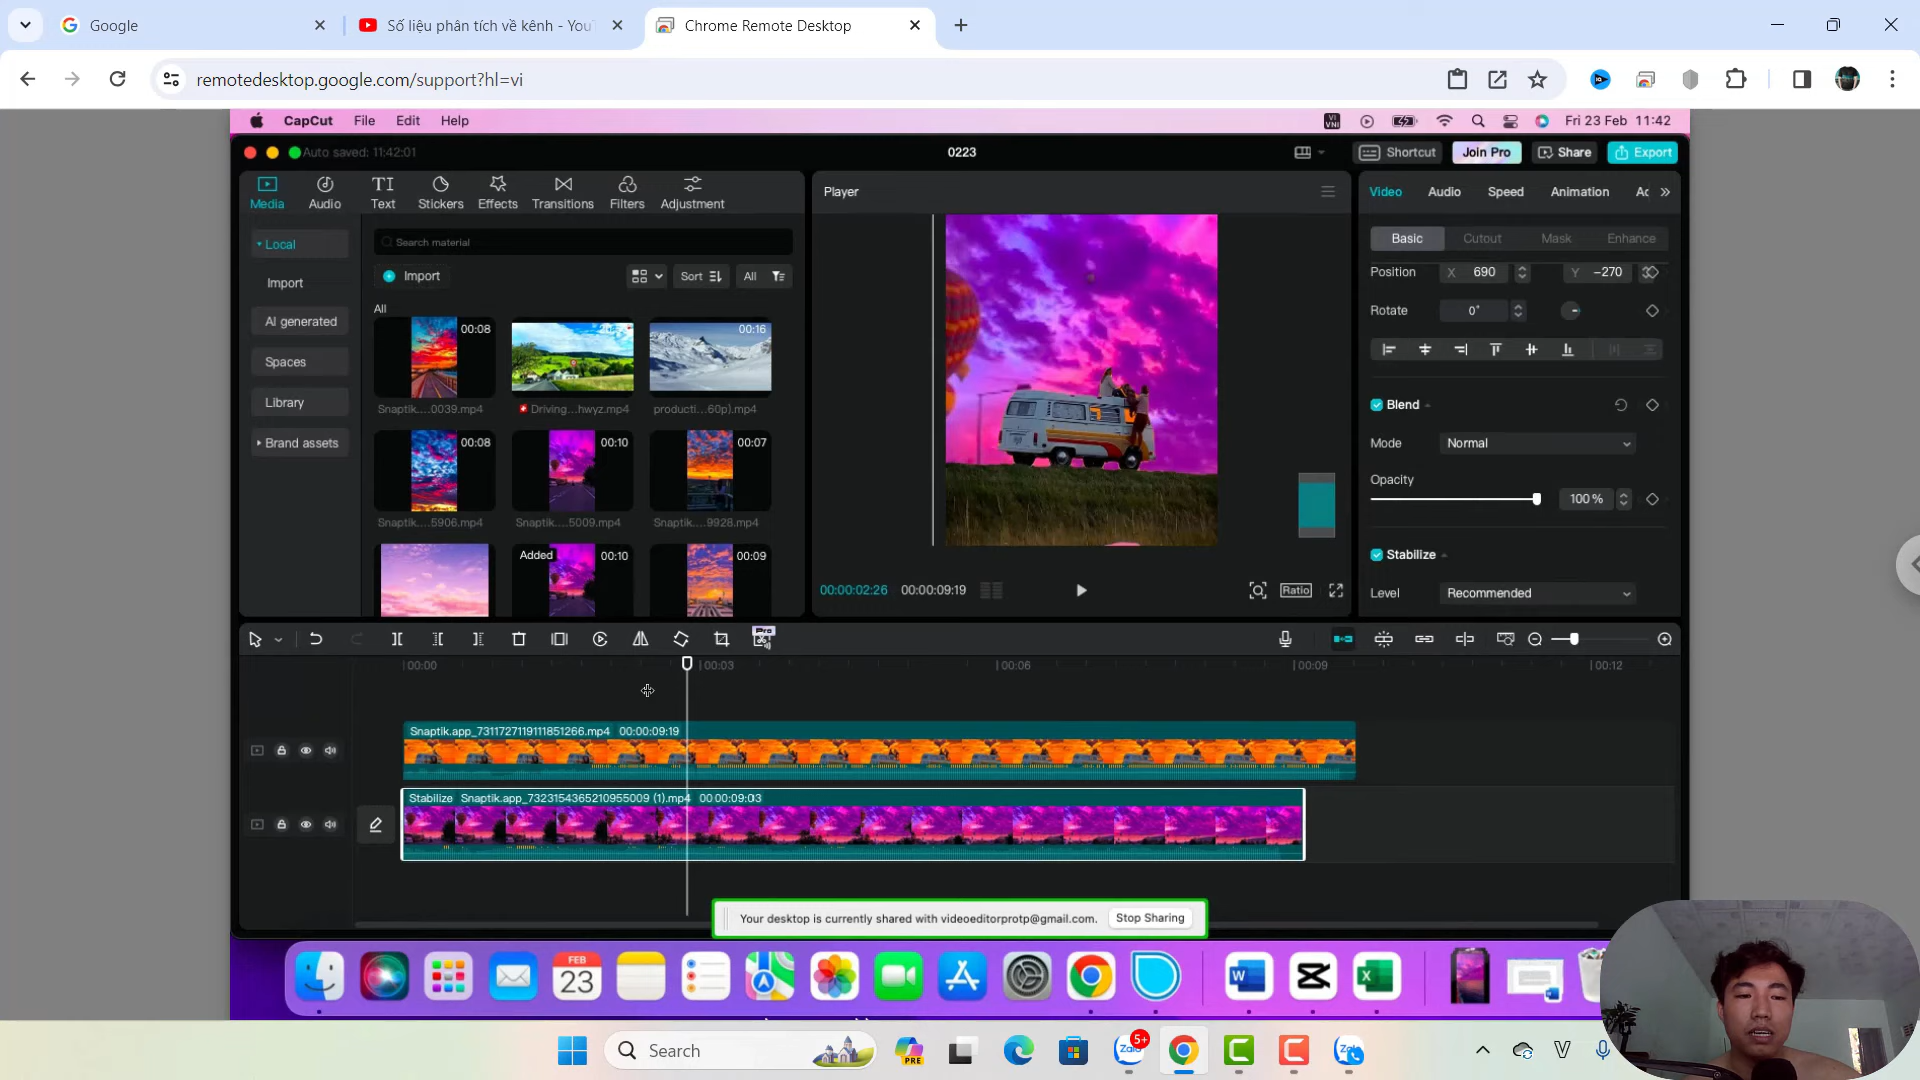 Google
Số liệu phân tích về kênh - You
Chrome Remote Desktop
remotedesktop.google.com/support?hl=vi
CapCut File Edit Help
Fri 23 Feb 11:42
Auto saved: 11:42:01
0223
Shortcut
Join Pro
Share
Export
Media
Audio
Text
Stickers
Effects
Transitions
Filters
Adjustment
Player
Video
Audio
Speed
Animation
Local
Import
AI generated
Spaces
Library
Brand assets
Search material
Import
Sort
All
All
00:08
00:16
Snaptik....0039.mp4
Driving...hwyz.mp4
producti...60p).mp4
00:08
00:10
00:07
Snaptik....5906.mp4
Snaptik....5009.mp4
Snaptik....9928.mp4
Added
00:10
00:09
00:00:02:26
00:00:09:19
Ratio
Basic
Cutout
Mask
Enhance
Position
X 690
Y -270
Rotate
0°
Blend
Mode
Normal
Opacity
100 %
Stabilize
Level
Recommended
Pro
00:00
00:03
00:06
00:09
00:12
Snaptik.app_7311727119111851266.mp4 00:00:09:19
Stabilize Snaptik.app_7323154365210955009 (1).mp4 00:00:09:03
Your desktop is currently shared with videoeditorprotp@gmail.com.
Stop Sharing
FEB
23
Search
PRE
Zalo
5+
Zalo